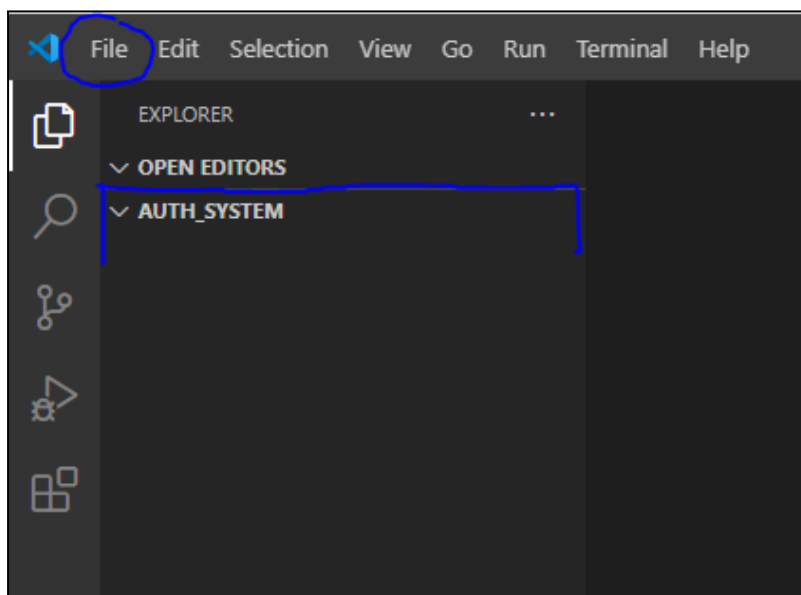 File Edit Selection View Go Run Terminal Help
EXPLORER ...
OPEN EDITORS
AUTH_SYSTEM